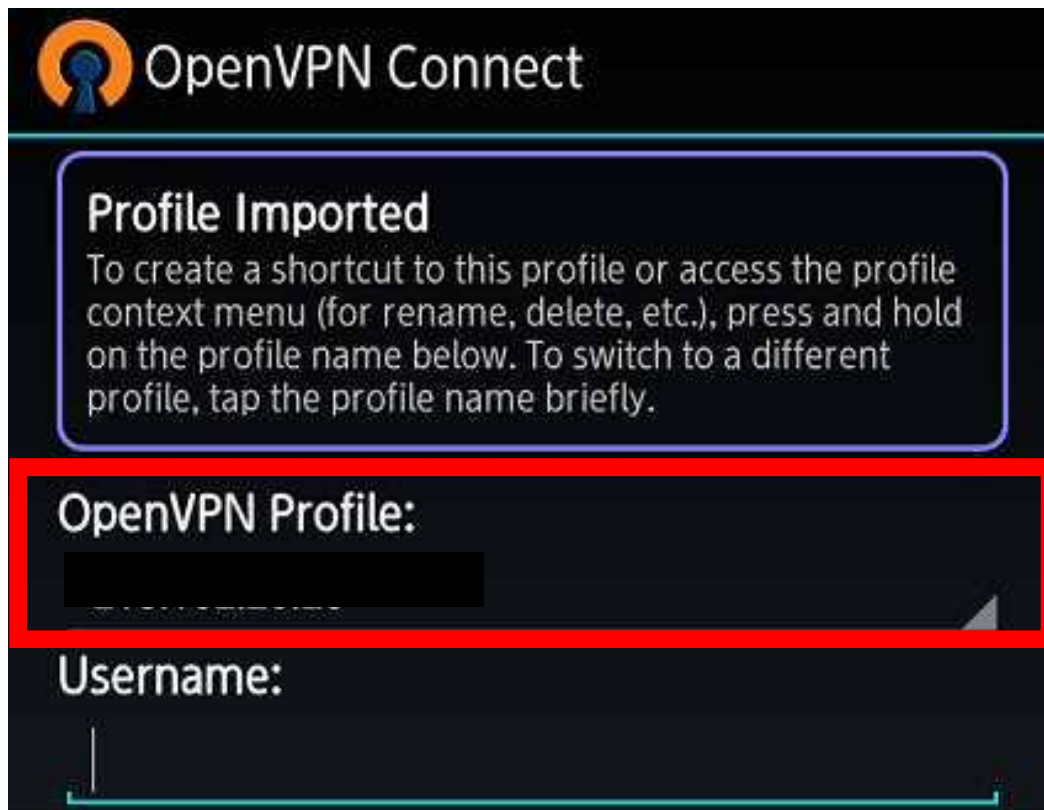 OpenVPN Connect
Profile Imported
To create a shortcut to this profile or access the profile
context menu (for rename, delete, etc.), press and hold
on the profile name below. To switch to a different
profile, tap the profile name briefly.
OpenVPN Profile:
Username: